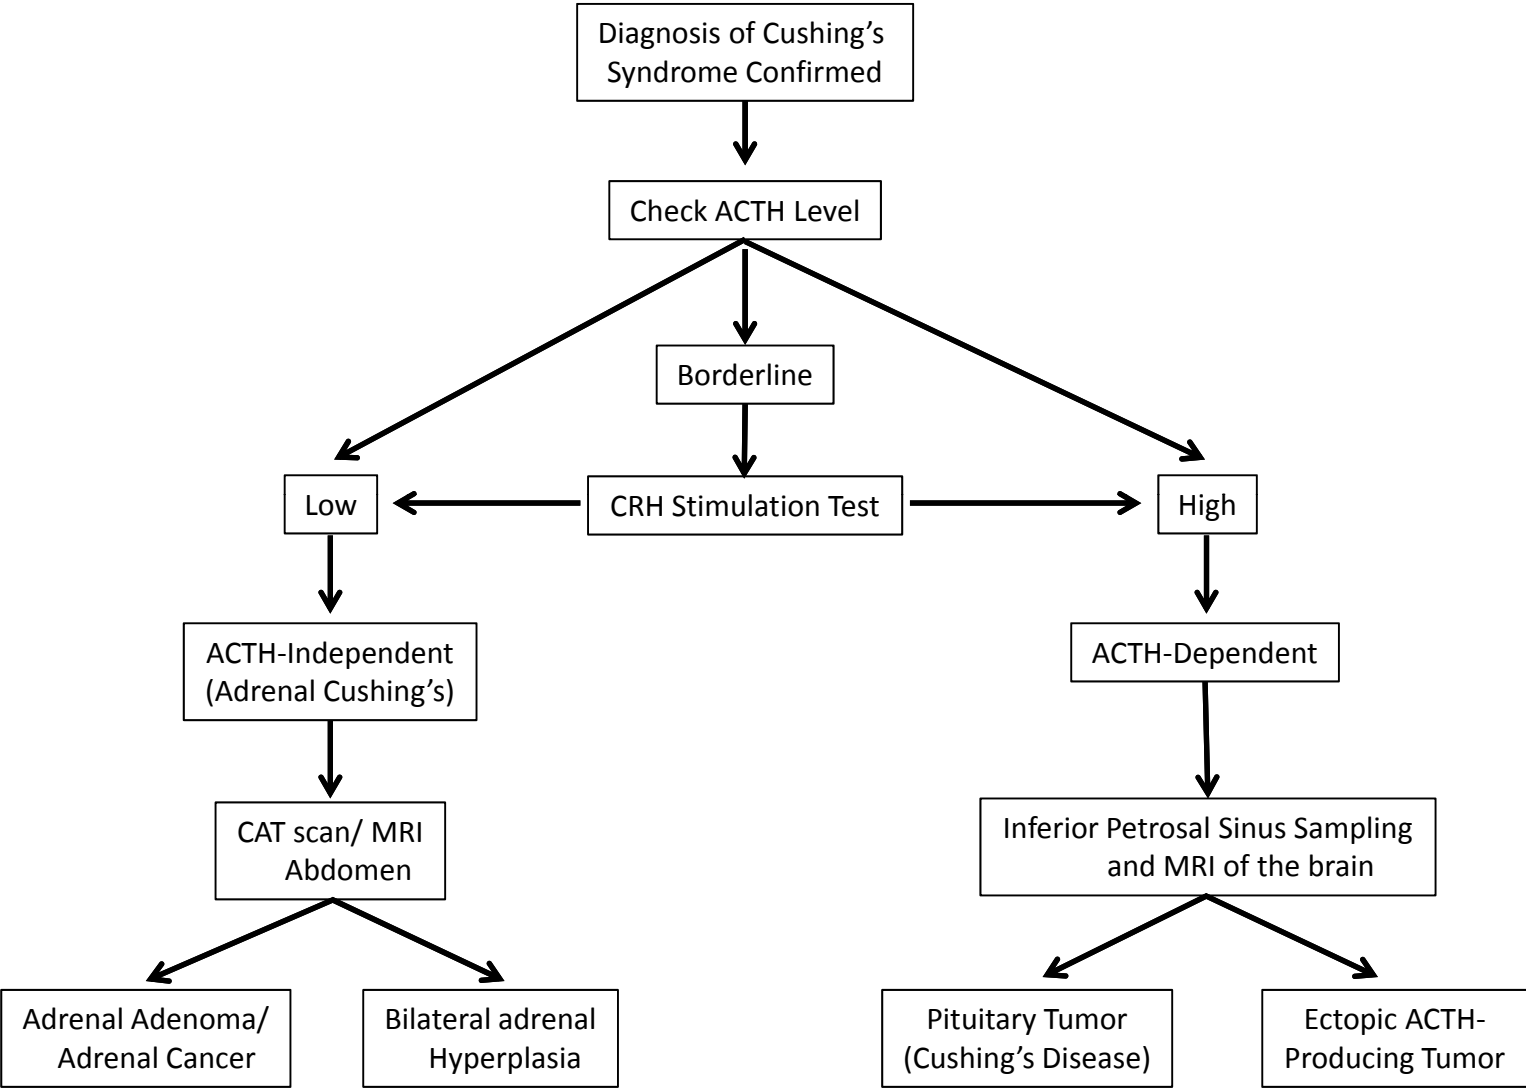 Diagnosis of Cushing’s
Syndrome Confirmed
Check ACTH Level
Borderline
Low
CRH Stimulation Test
High
ACTH-Independent
(Adrenal Cushing’s)
ACTH-Dependent
CAT scan/ MRI
Abdomen
Inferior Petrosal Sinus Sampling
and MRI of the brain
Adrenal Adenoma/
Adrenal Cancer
Bilateral adrenal
Hyperplasia
Pituitary Tumor
(Cushing’s Disease)
Ectopic ACTH-
Producing Tumor